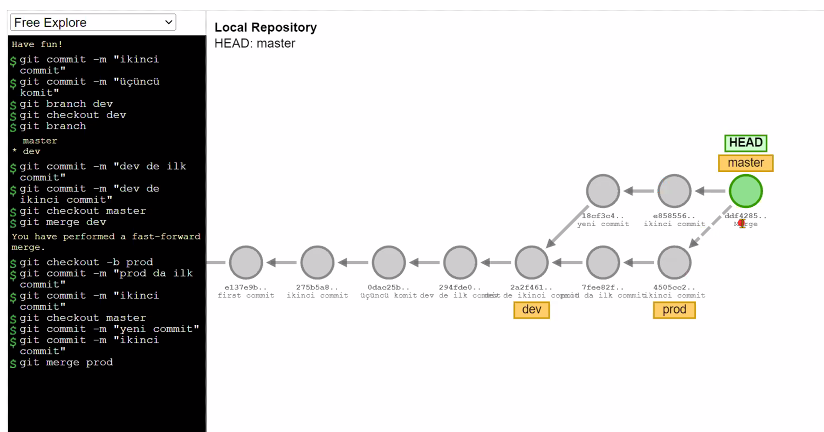 Free Explore
Have fun!
$ git commit -m "ikinci
commit"
$ git commit -m "üçüncü
komit"
$ git branch dev
$ git checkout dev
$ git branch
master
* dev
$ git commit -m "dev de ilk
commit"
$ git commit -m "dev de
ikinci commit"
$ git checkout master
$ git merge dev
You have performed a fast-forward
merge.
$ git checkout -b prod
$ git commit -m "prod da ilk
commit"
$ git commit -m "ikinci
commit"
$ git checkout master
$ git commit -m "yeni commit"
$ git commit -m "ikinci
commit"
$ git merge prod
Local Repository
HEAD: master
HEAD
master
18cf3c4.. e858556.. ddf4285..
yeni commit ikinci commit
e137e9b.. 275b5a8.. 0dac25b.. 294fde0.. 2a2f461.. 7fee82f.. 4505cc2..
first commit ikinci commit üçüncü komit dev de ilk commit dev de ikinci commit prod da ilk commit ikinci commit
dev prod